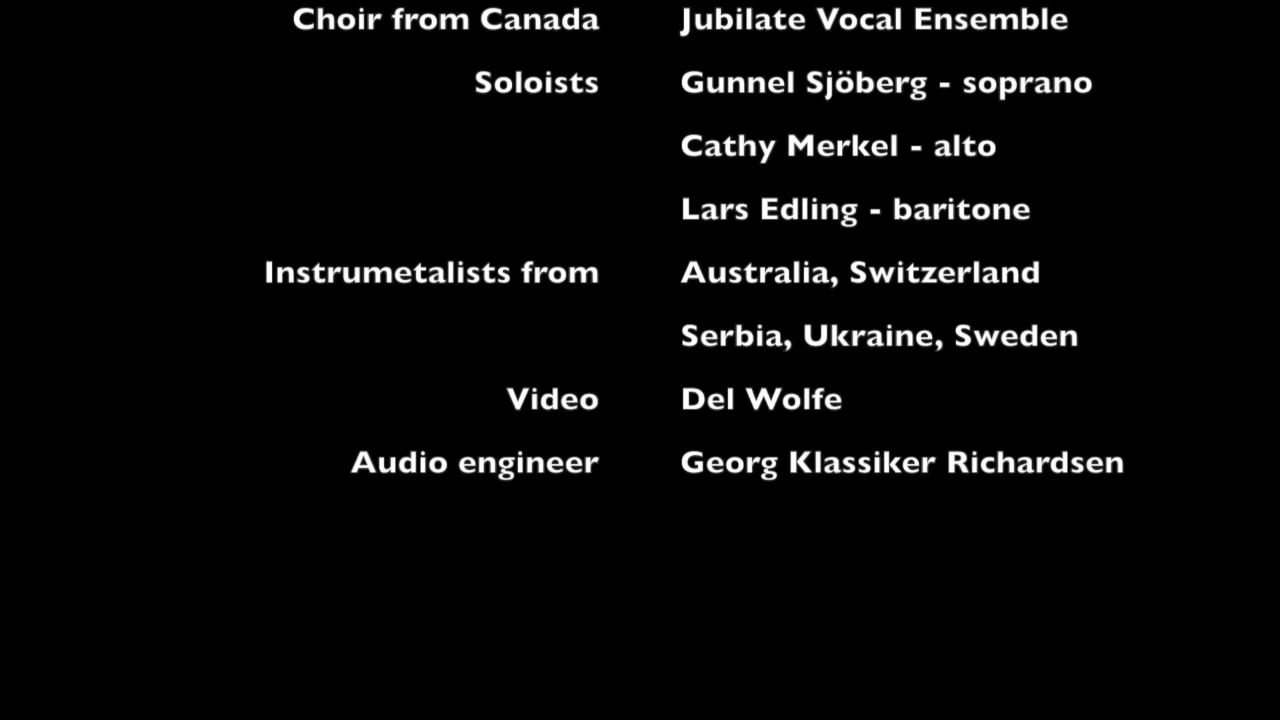 Choir from Canada Jubilate Vocal Ensemble
Soloists Gunnel Sjöberg - soprano
Cathy Merkel - alto
Lars Edling - baritone
Instrumetalists from Australia, Switzerland
Serbia, Ukraine, Sweden
Video Del Wolfe
Audio engineer Georg Klassiker Richardsen